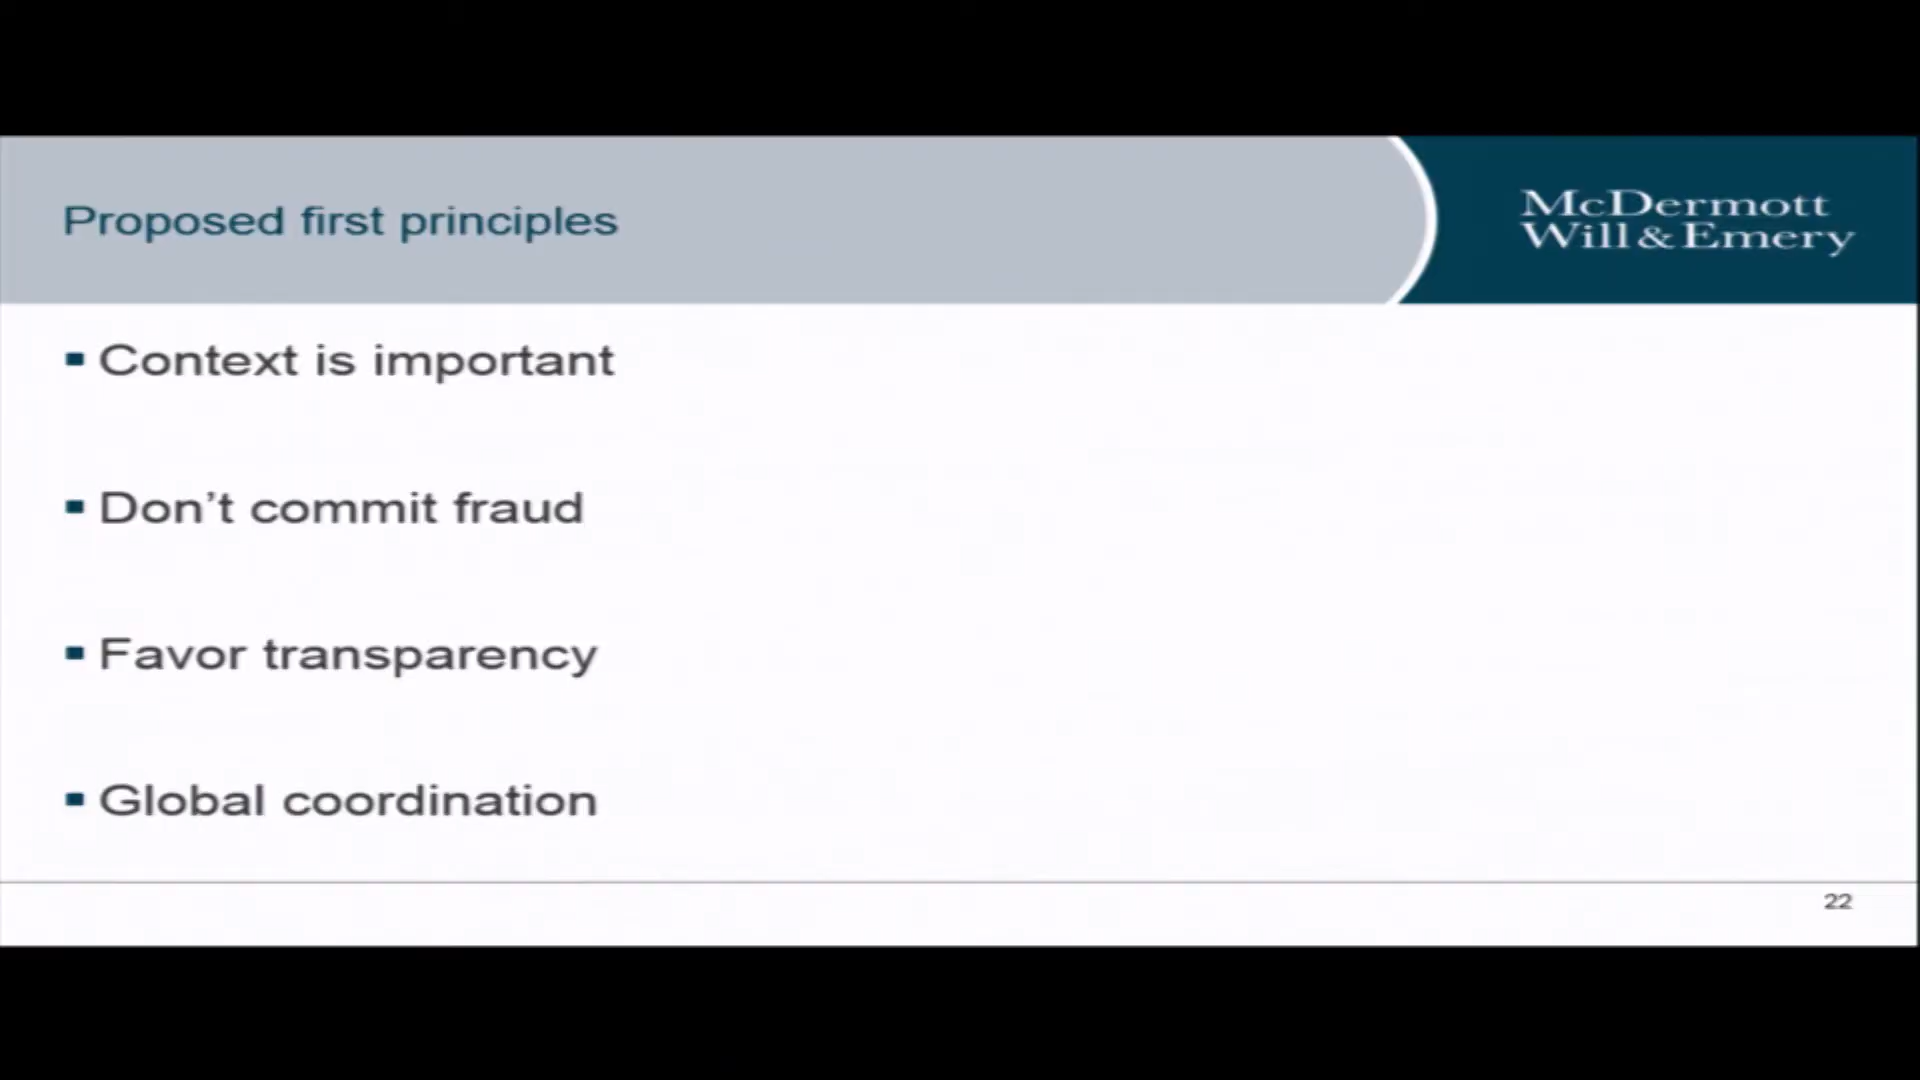 Proposed first principles
McDermott
Will & Emery
▪ Context is important
▪ Don’t commit fraud
▪ Favor transparency
▪ Global coordination
22